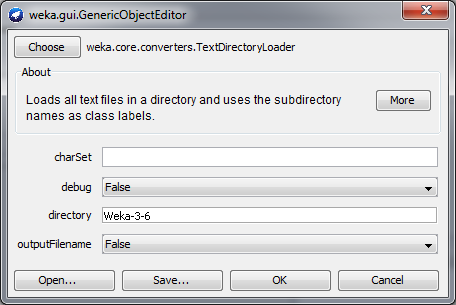 weka.gui.GenericObjectEditor
Choose weka.core.converters.TextDirectoryLoader
About
Loads all text files in a directory and uses the subdirectory
names as class labels.
More
charSet
debug False
directory Weka-3-6
outputFilename False
Open... Save... OK Cancel